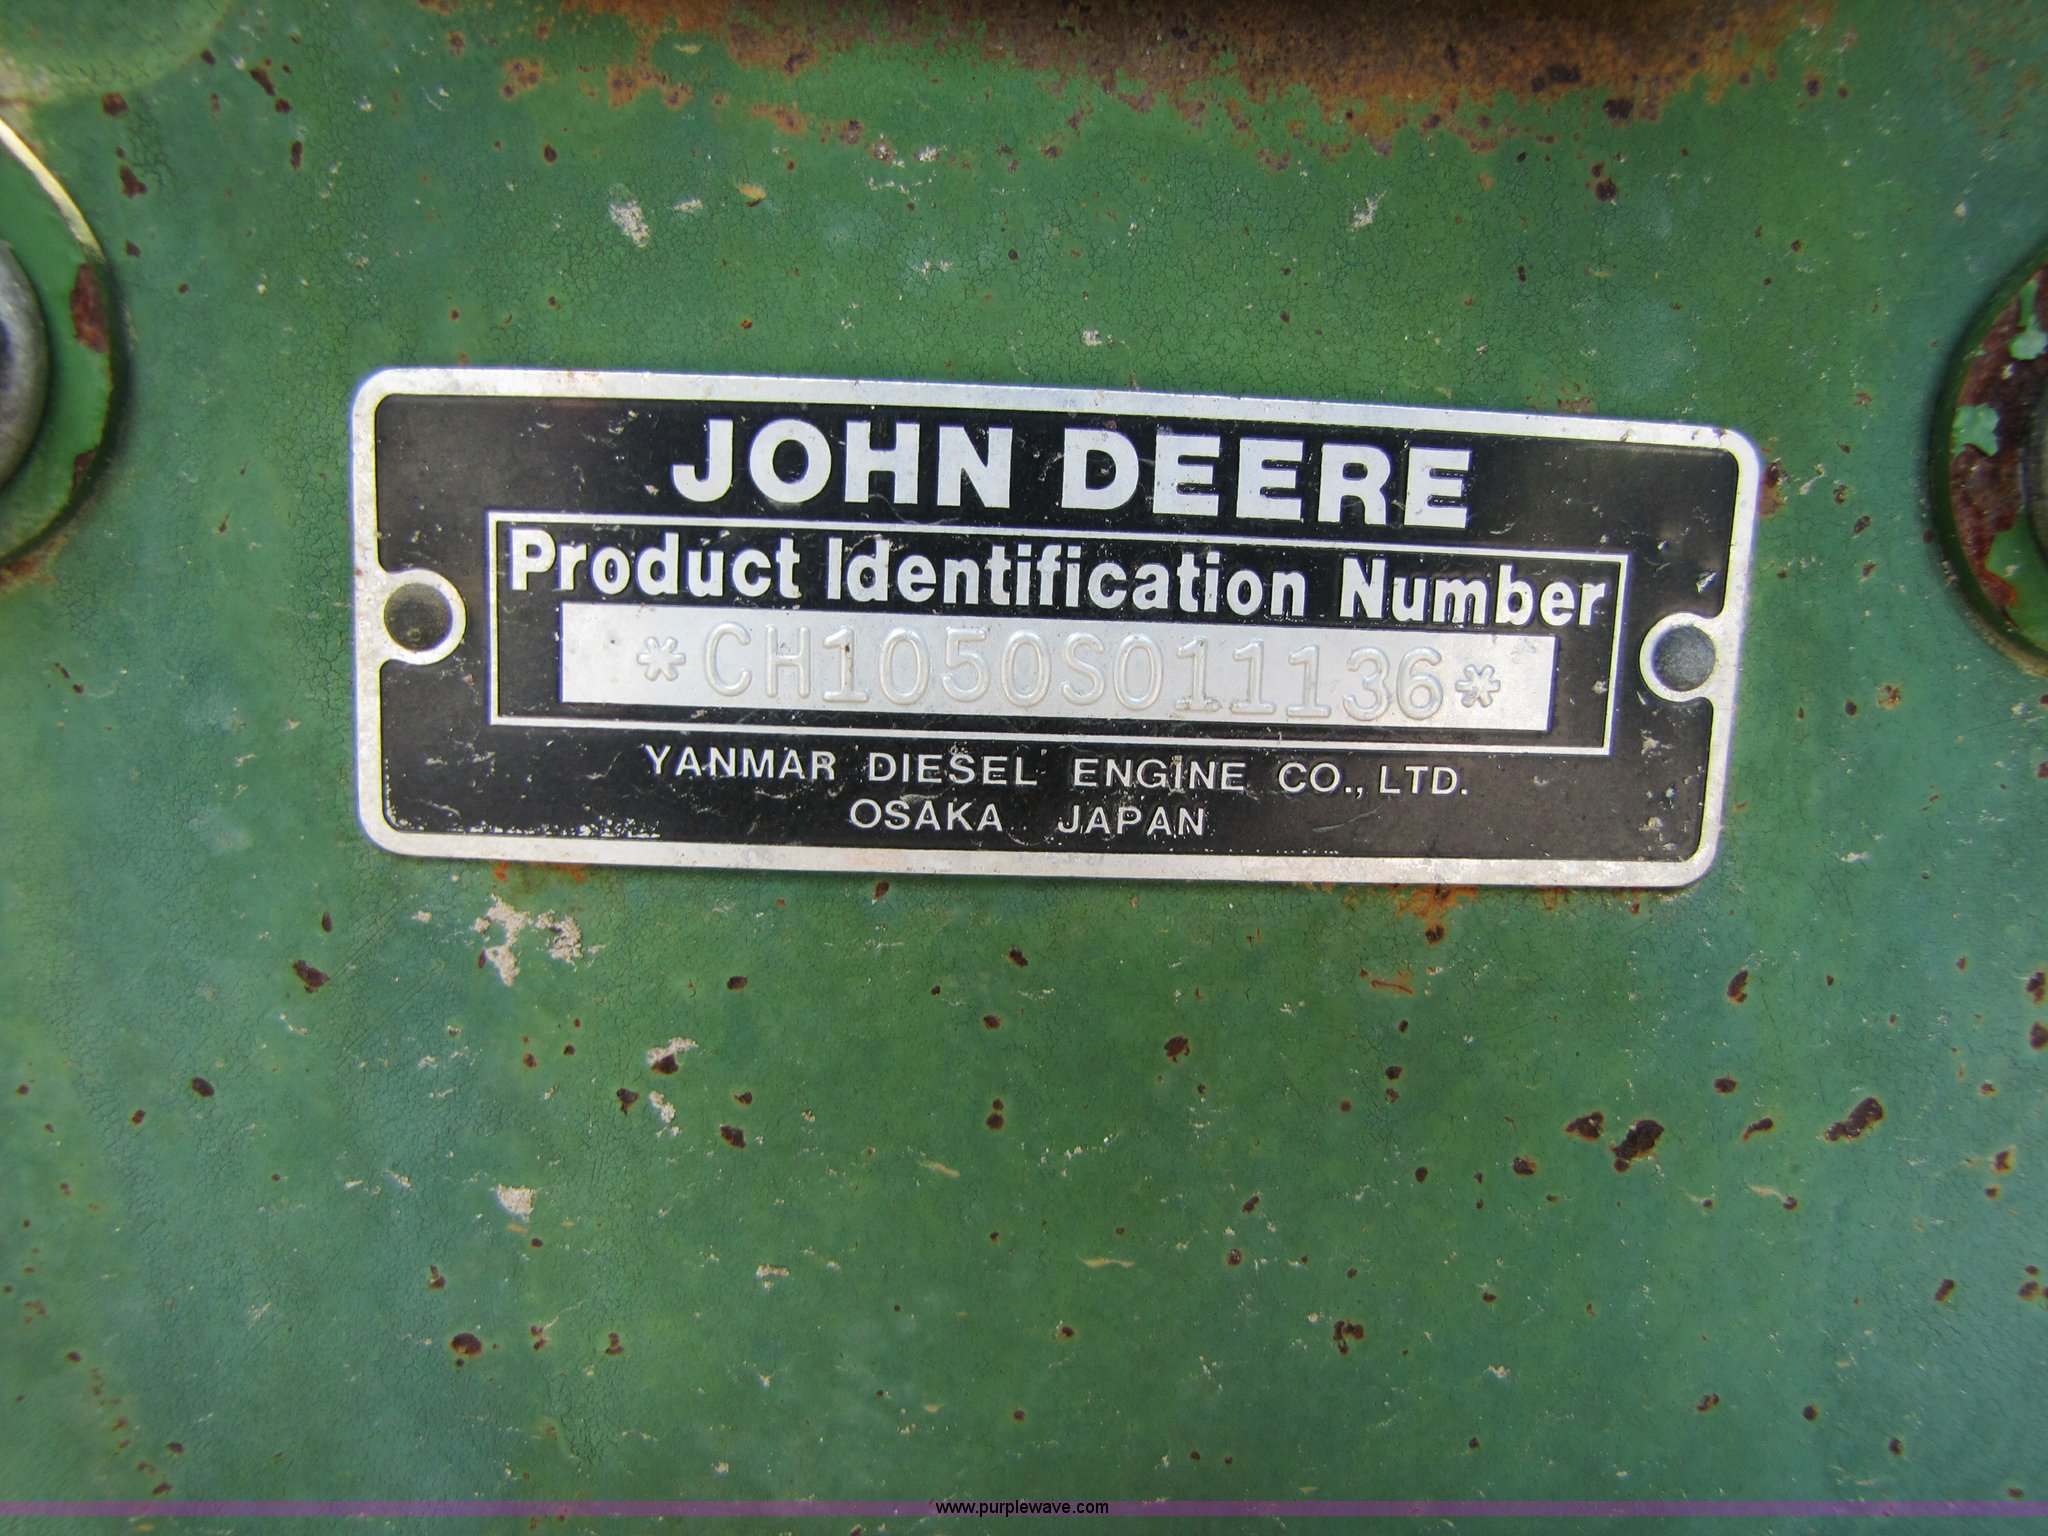 JOHN DEERE
Product Identification Number
*CH1050S011136*
YANMAR DIESEL ENGINE CO., LTD.
OSAKA JAPAN
www.purplewave.com